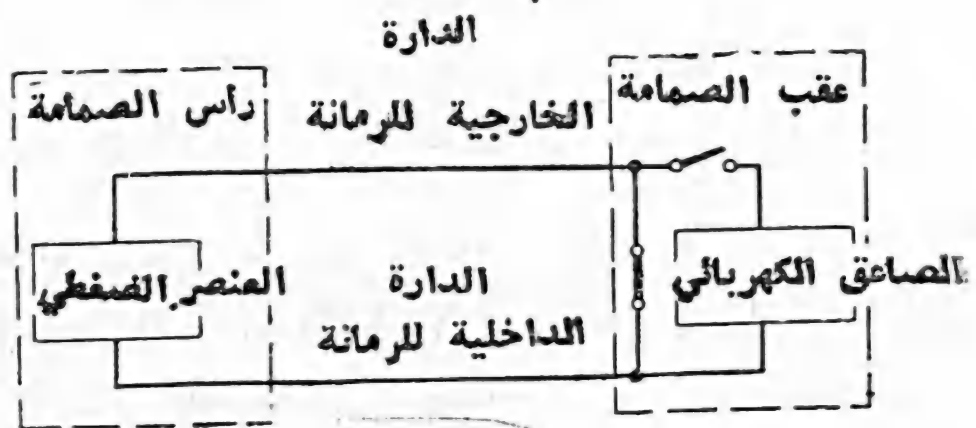 الدارة
الخارجية للرمانة
عقب الصمامة
رأس الصمامة
الصاعق الكهربائي
العنصر الضغطي
الدارة
الداخلية للرمانة